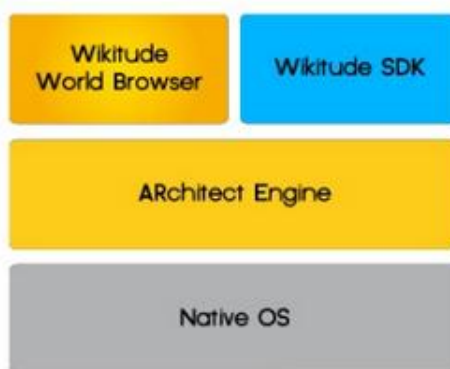 Wikitude
World Browser
Wikitude SDK
ARchitect Engine
Native OS